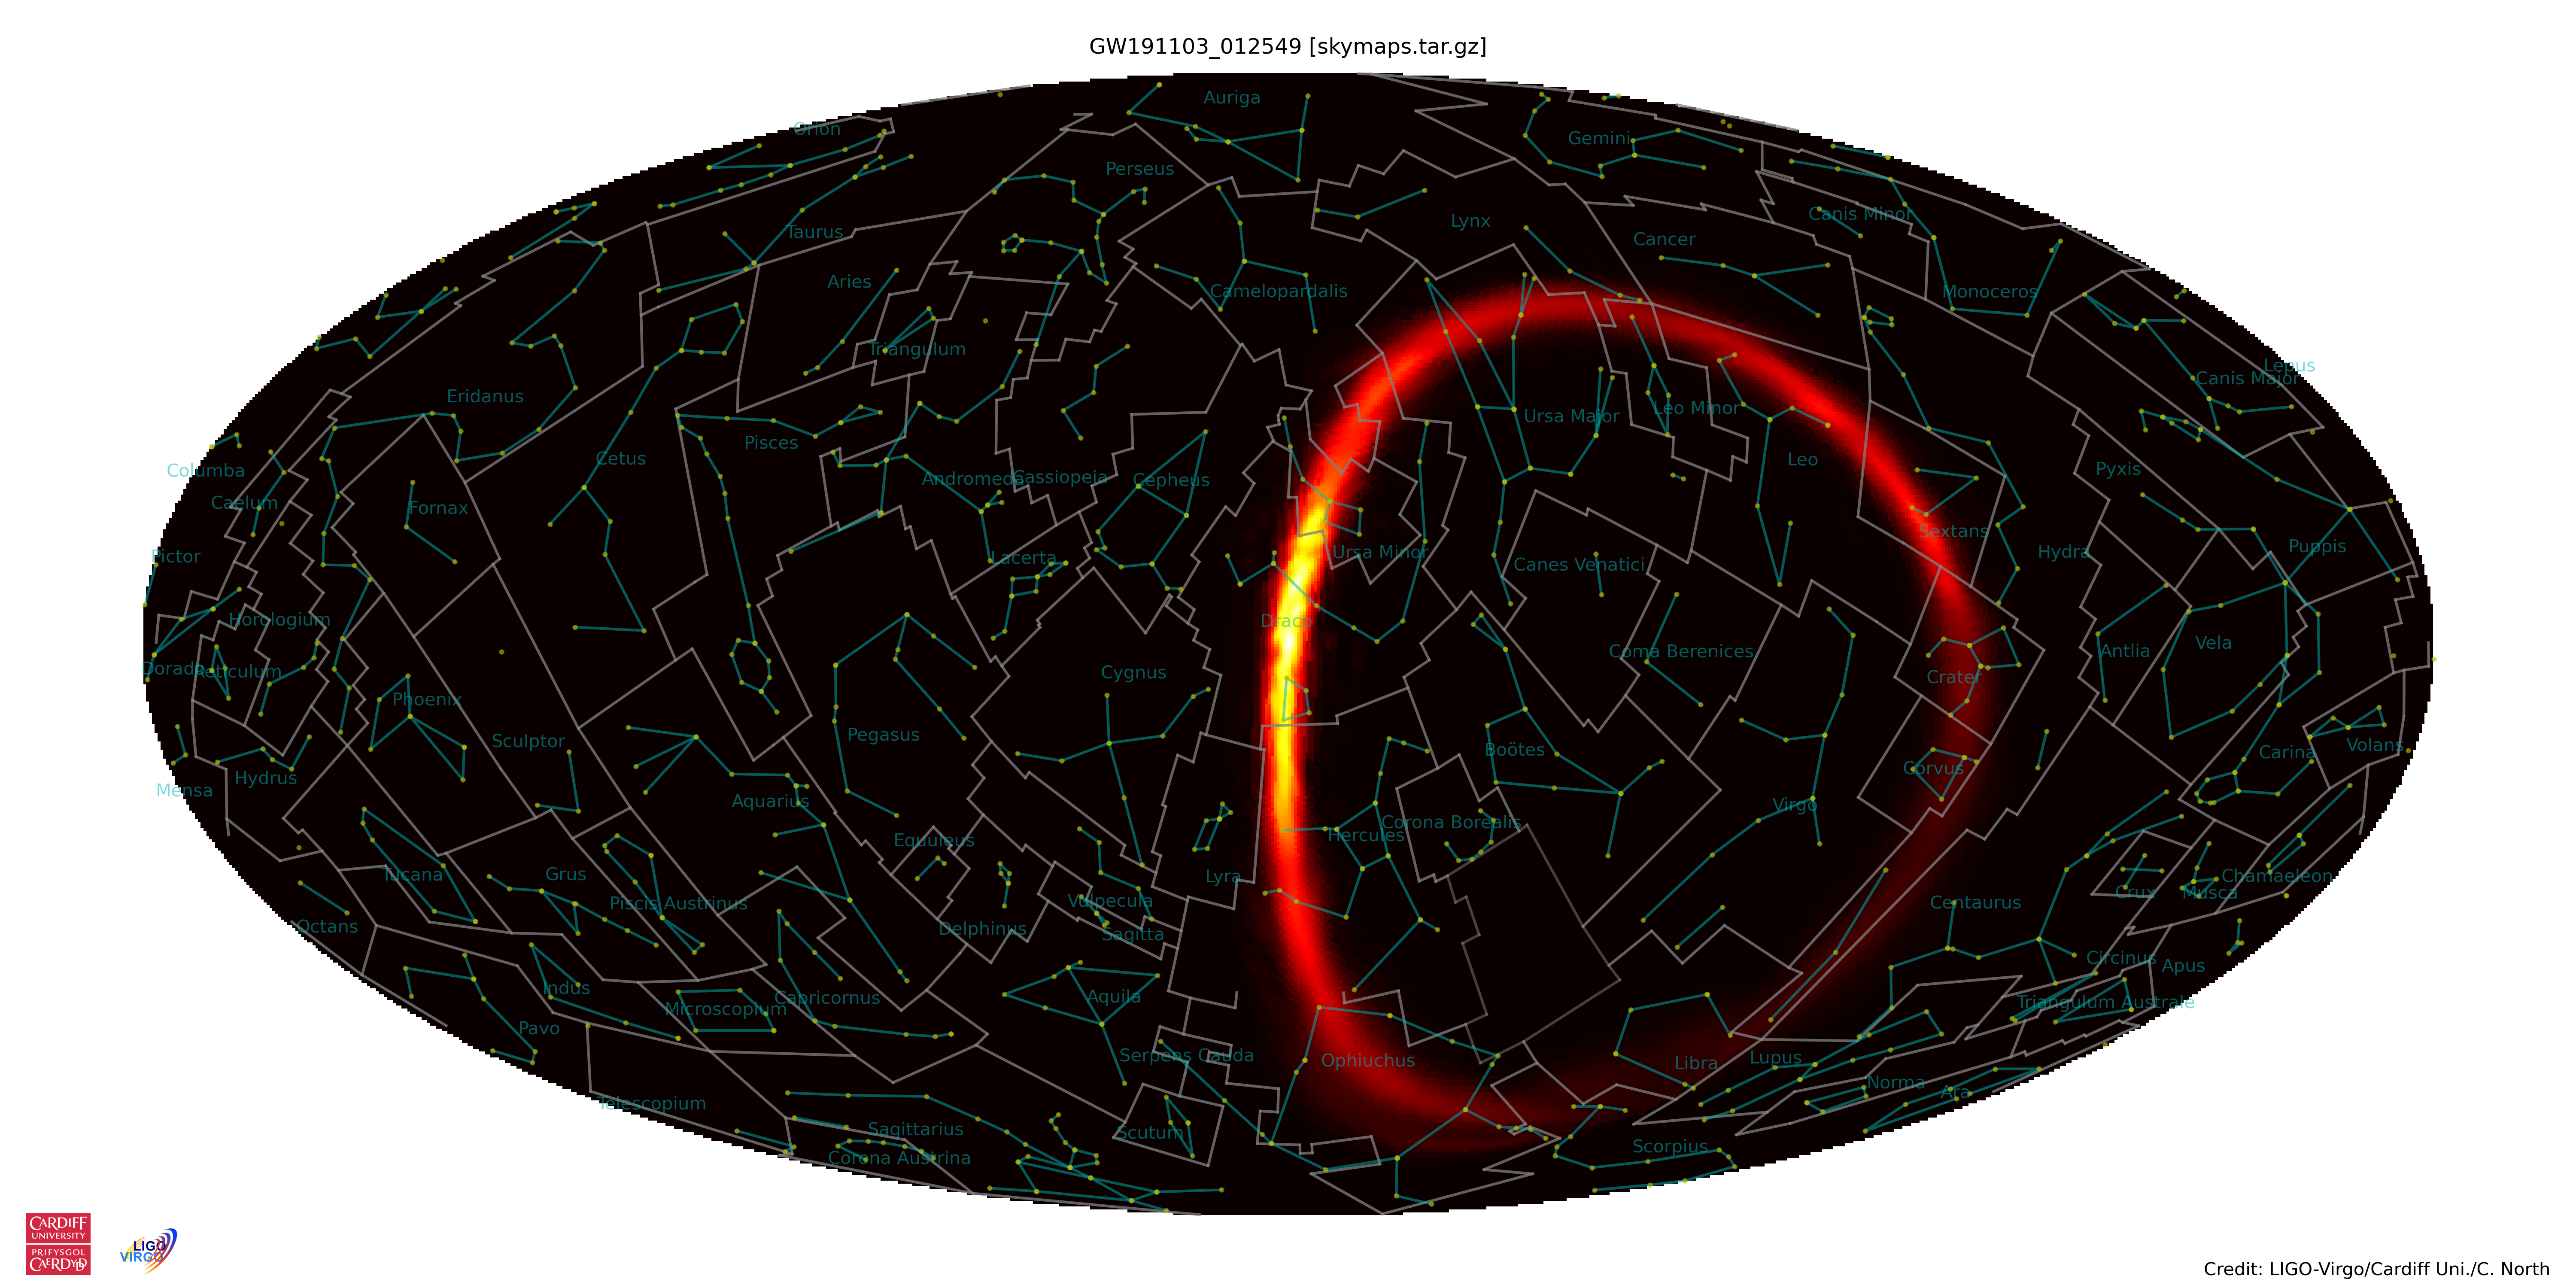 GW191103_012549 [skymaps.tar.gz]
Auriga
Orion
Gemini
Perseus
Canis Minor
Lynx
Taurus
Cancer
Aries
Camelopardalis
Monoceros
Triangulum
Lepus
Canis Major
Eridanus
Leo Minor
Ursa Major
Pisces
Cetus
Leo
Columba
Pyxis
Andromeda
Cassiopeia
Cepheus
Caelum
Fornax
Sextans
Puppis
Pictor
Lacerta
Ursa Minor
Hydra
Canes Venatici
Horologium
Draco
Vela
Coma Berenices
Antlia
Dorado
Reticulum
Cygnus
Crater
Phoenix
Pegasus
Sculptor
Boötes
Volans
Carina
Hydrus
Corvus
Mensa
Aquarius
Virgo
Corona Borealis
Hercules
Equuleus
Tucana
Grus
Lyra
Chamaeleon
Crux
Musca
Piscis Austrinus
Vulpecula
Centaurus
Octans
Delphinus
Sagitta
Circinus
Apus
Indus
Capricornus
Aquila
Microscopium
Triangulum Australe
Pavo
Serpens Cauda
Ophiuchus
Libra
Lupus
Norma
Ara
Telescopium
Sagittarius
Scutum
Scorpius
Corona Austrina
CARDIFF
UNIVERSITY
PRIFYSGOL
CAERDYDD
LIGO
VIRGO
Credit: LIGO-Virgo/Cardiff Uni./C. North